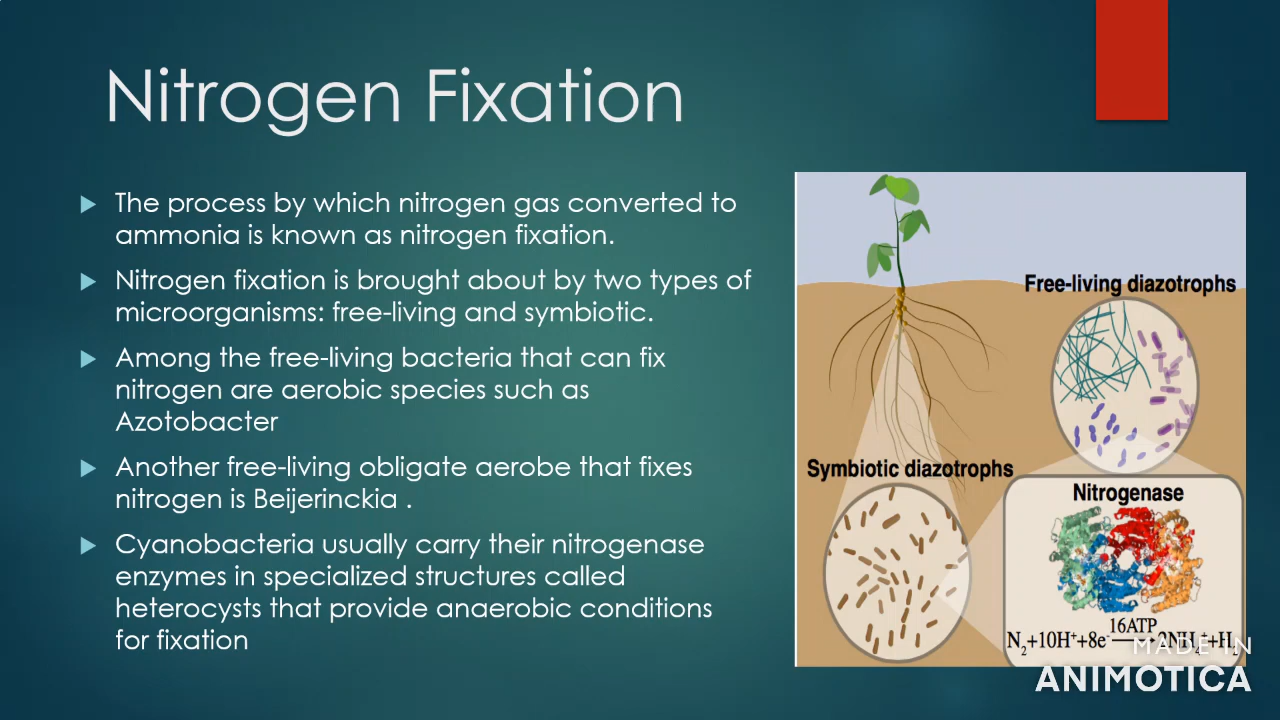 Nitrogen Fixation
The process by which nitrogen gas converted to
ammonia is known as nitrogen fixation.
Nitrogen fixation is brought about by two types of
microorganisms: free-living and symbiotic.
Among the free-living bacteria that can fix
nitrogen are aerobic species such as
Azotobacter
Another free-living obligate aerobe that fixes
nitrogen is Beijerinckia .
Cyanobacteria usually carry their nitrogenase
enzymes in specialized structures called
heterocysts that provide anaerobic conditions
for fixation
Free-living diazotrophs
Symbiotic diazotrophs
Nitrogenase
16ATP
N₂+10H⁺+8e⁻ → 2NH₄⁺+H₂
MADE IN
ANIMOTICA